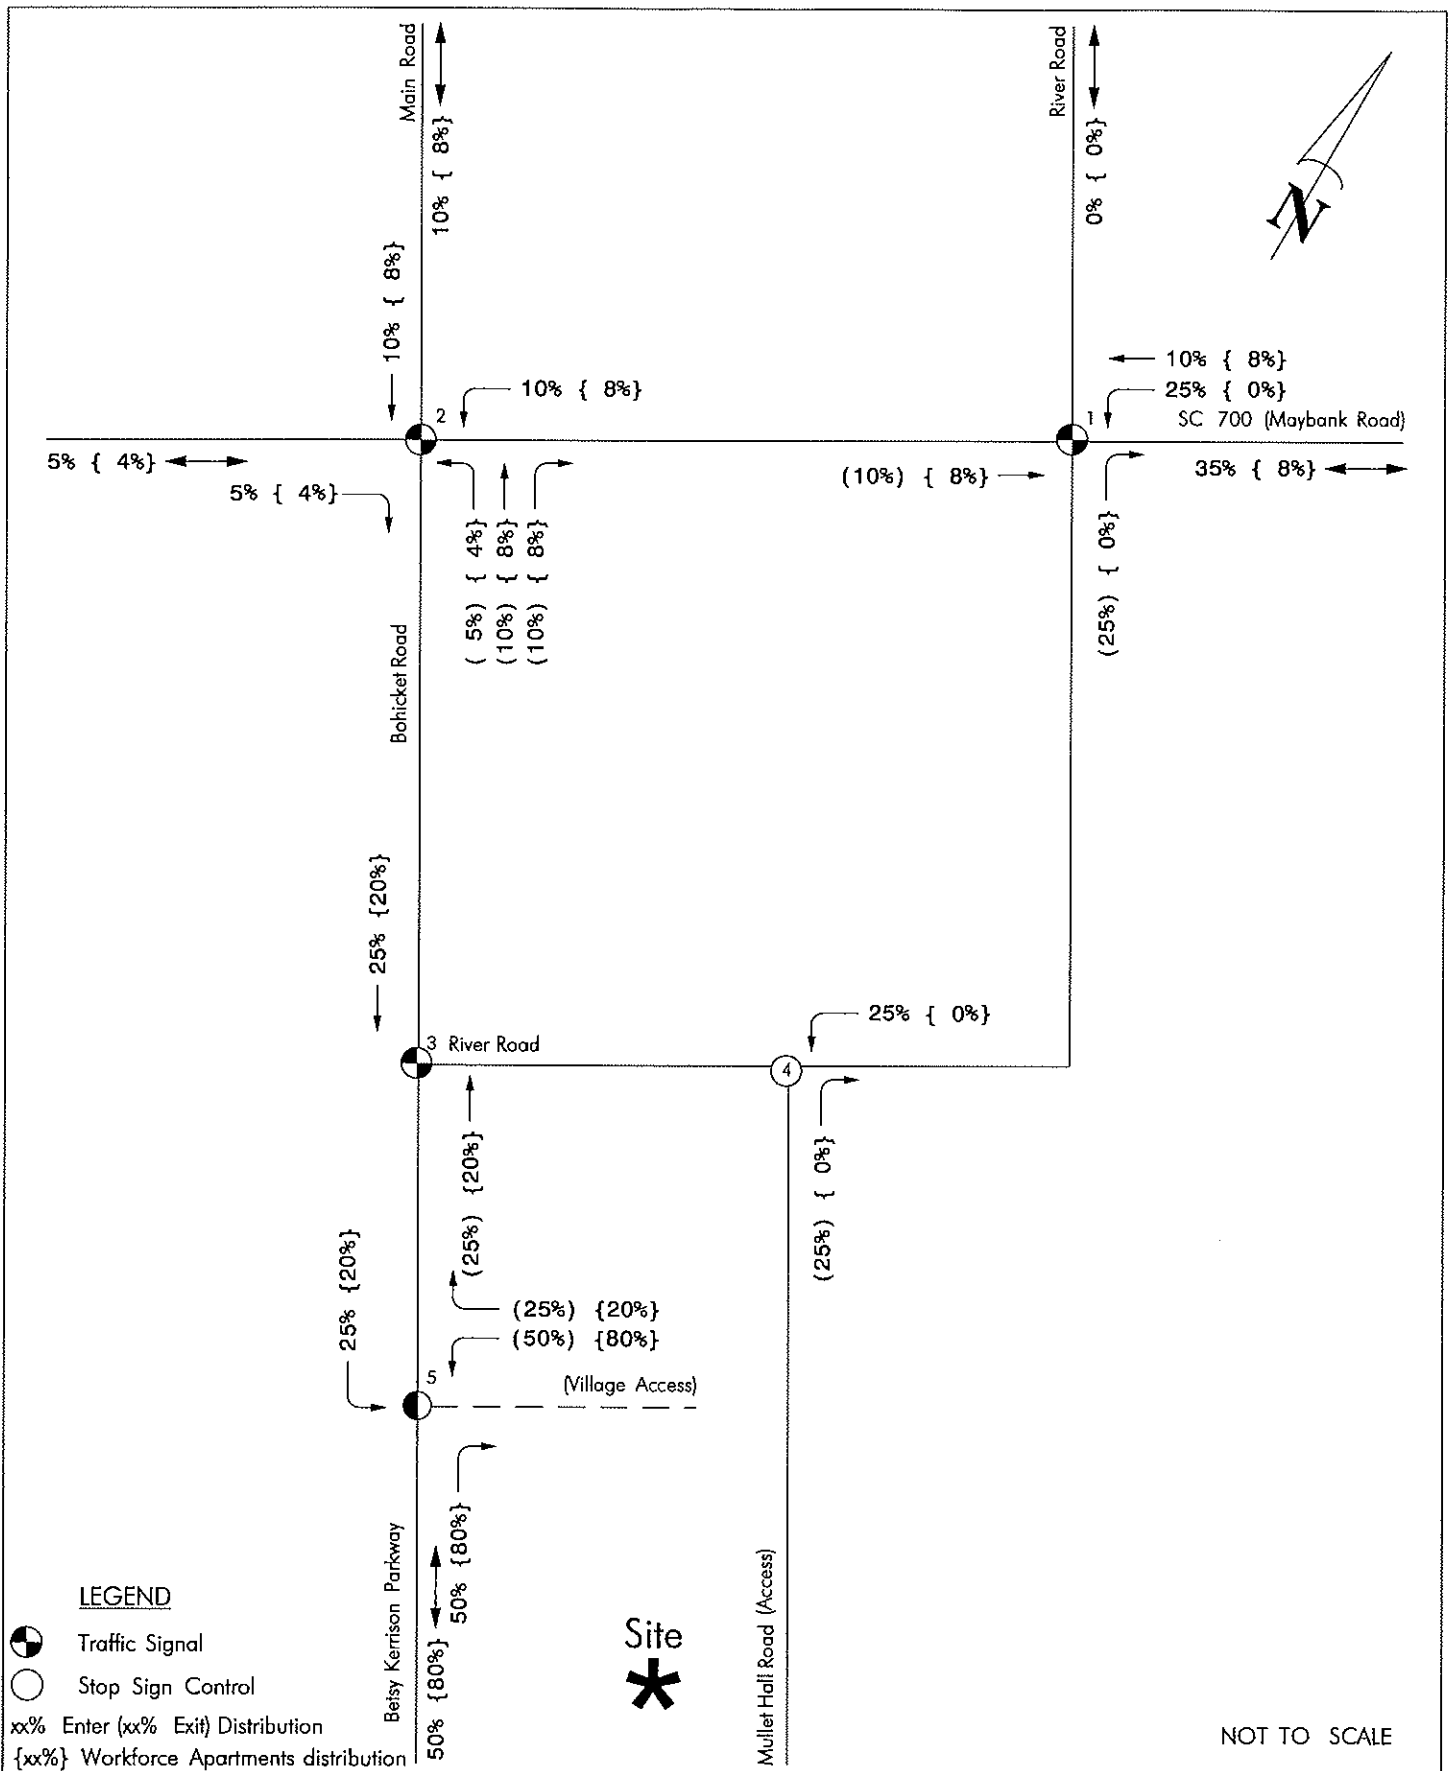 Main Road
10% { 8%}
River Road
0% { 0%}
N
10% { 8%}
10% { 8%}
10% { 8%}
25% { 0%}
2
1
SC 700 (Maybank Road)
5% { 4%}
(10%) { 8%}
35% { 8%}
5% { 4%}
( 5%) { 4%}
(10%) { 8%}
(10%) { 8%}
(25%) { 0%}
Bohicket Road
25% {20%}
25% { 0%}
3 River Road
4
(25%) {20%}
(25%) { 0%}
25% {20%}
(25%) {20%}
(50%) {80%}
5
(Village Access)
50% {80%}
Betsy Kerrison Parkway
50% {80%}
Site
*
Mullet Hall Road (Access)
LEGEND
Traffic Signal
Stop Sign Control
xx% Enter (xx% Exit) Distribution
{xx%} Workforce Apartments distribution
NOT TO SCALE